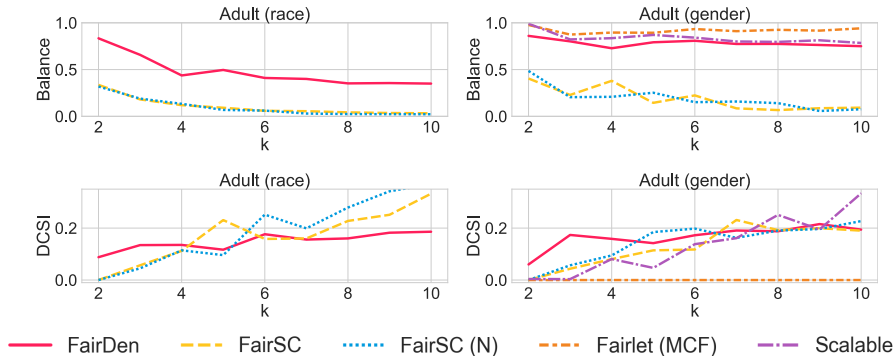 Adult (race)
Adult (gender)
1.0
0.5
0.0
Balance
2 4 6 8 10
k
1.0
0.5
0.0
Balance
2 4 6 8 10
k
Adult (race)
Adult (gender)
0.2
0.0
DCSI
2 4 6 8 10
k
0.2
0.0
DCSI
2 4 6 8 10
k
FairDen FairSC FairSC (N) Fairlet (MCF) Scalable